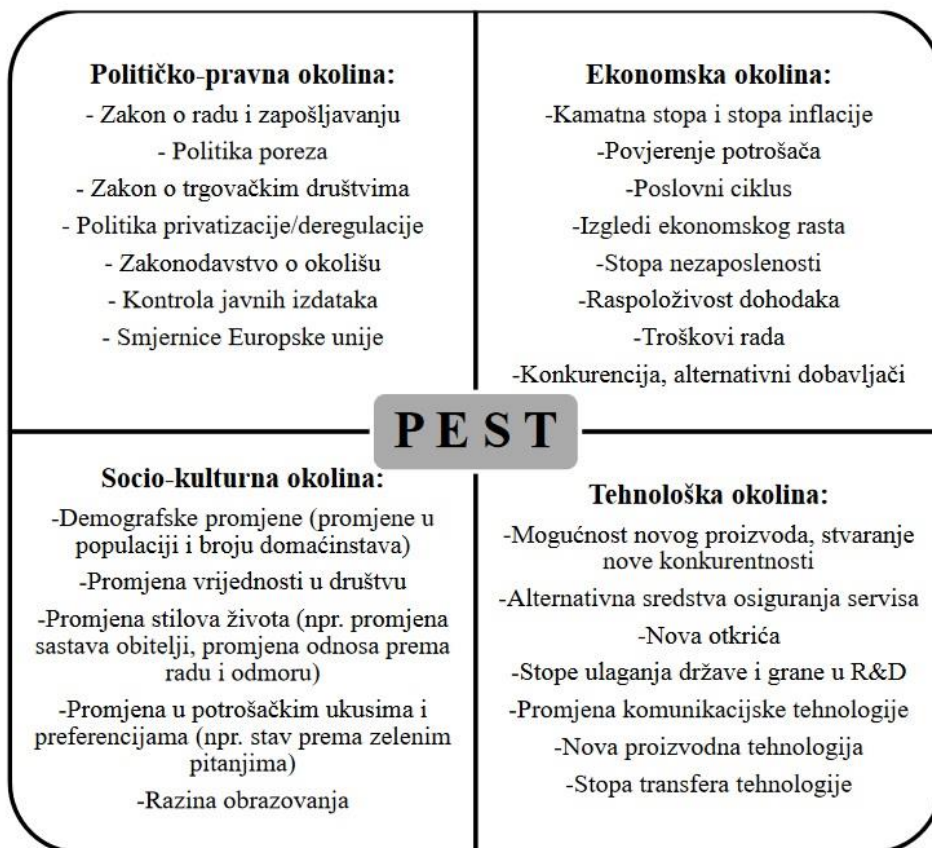 Političko-pravna okolina:
- Zakon o radu i zapošljavanju
- Politika poreza
- Zakon o trgovačkim društvima
- Politika privatizacije/deregulacije
- Zakonodavstvo o okolišu
- Kontrola javnih izdataka
- Smjernice Europske unije
Ekonomska okolina:
-Kamatna stopa i stopa inflacije
-Povjerenje potrošača
-Poslovni ciklus
-Izgledi ekonomskog rasta
-Stopa nezaposlenosti
-Raspoloživost dohodaka
-Troškovi rada
-Konkurencija, alternativni dobavljači
P E S T
Socio-kulturna okolina:
-Demografske promjene (promjene u
populaciji i broju domaćinstava)
-Promjena vrijednosti u društvu
-Promjena stilova života (npr. promjena
sastava obitelji, promjena odnosa prema
radu i odmoru)
-Promjena u potrošačkim ukusima i
preferencijama (npr. stav prema zelenim
pitanjima)
-Razina obrazovanja
Tehnološka okolina:
-Mogućnost novog proizvoda, stvaranje
nove konkurentnosti
-Alternativna sredstva osiguranja servisa
-Nova otkrića
-Stope ulaganja države i grane u R&D
-Promjena komunikacijske tehnologije
-Nova proizvodna tehnologija
-Stopa transfera tehnologije